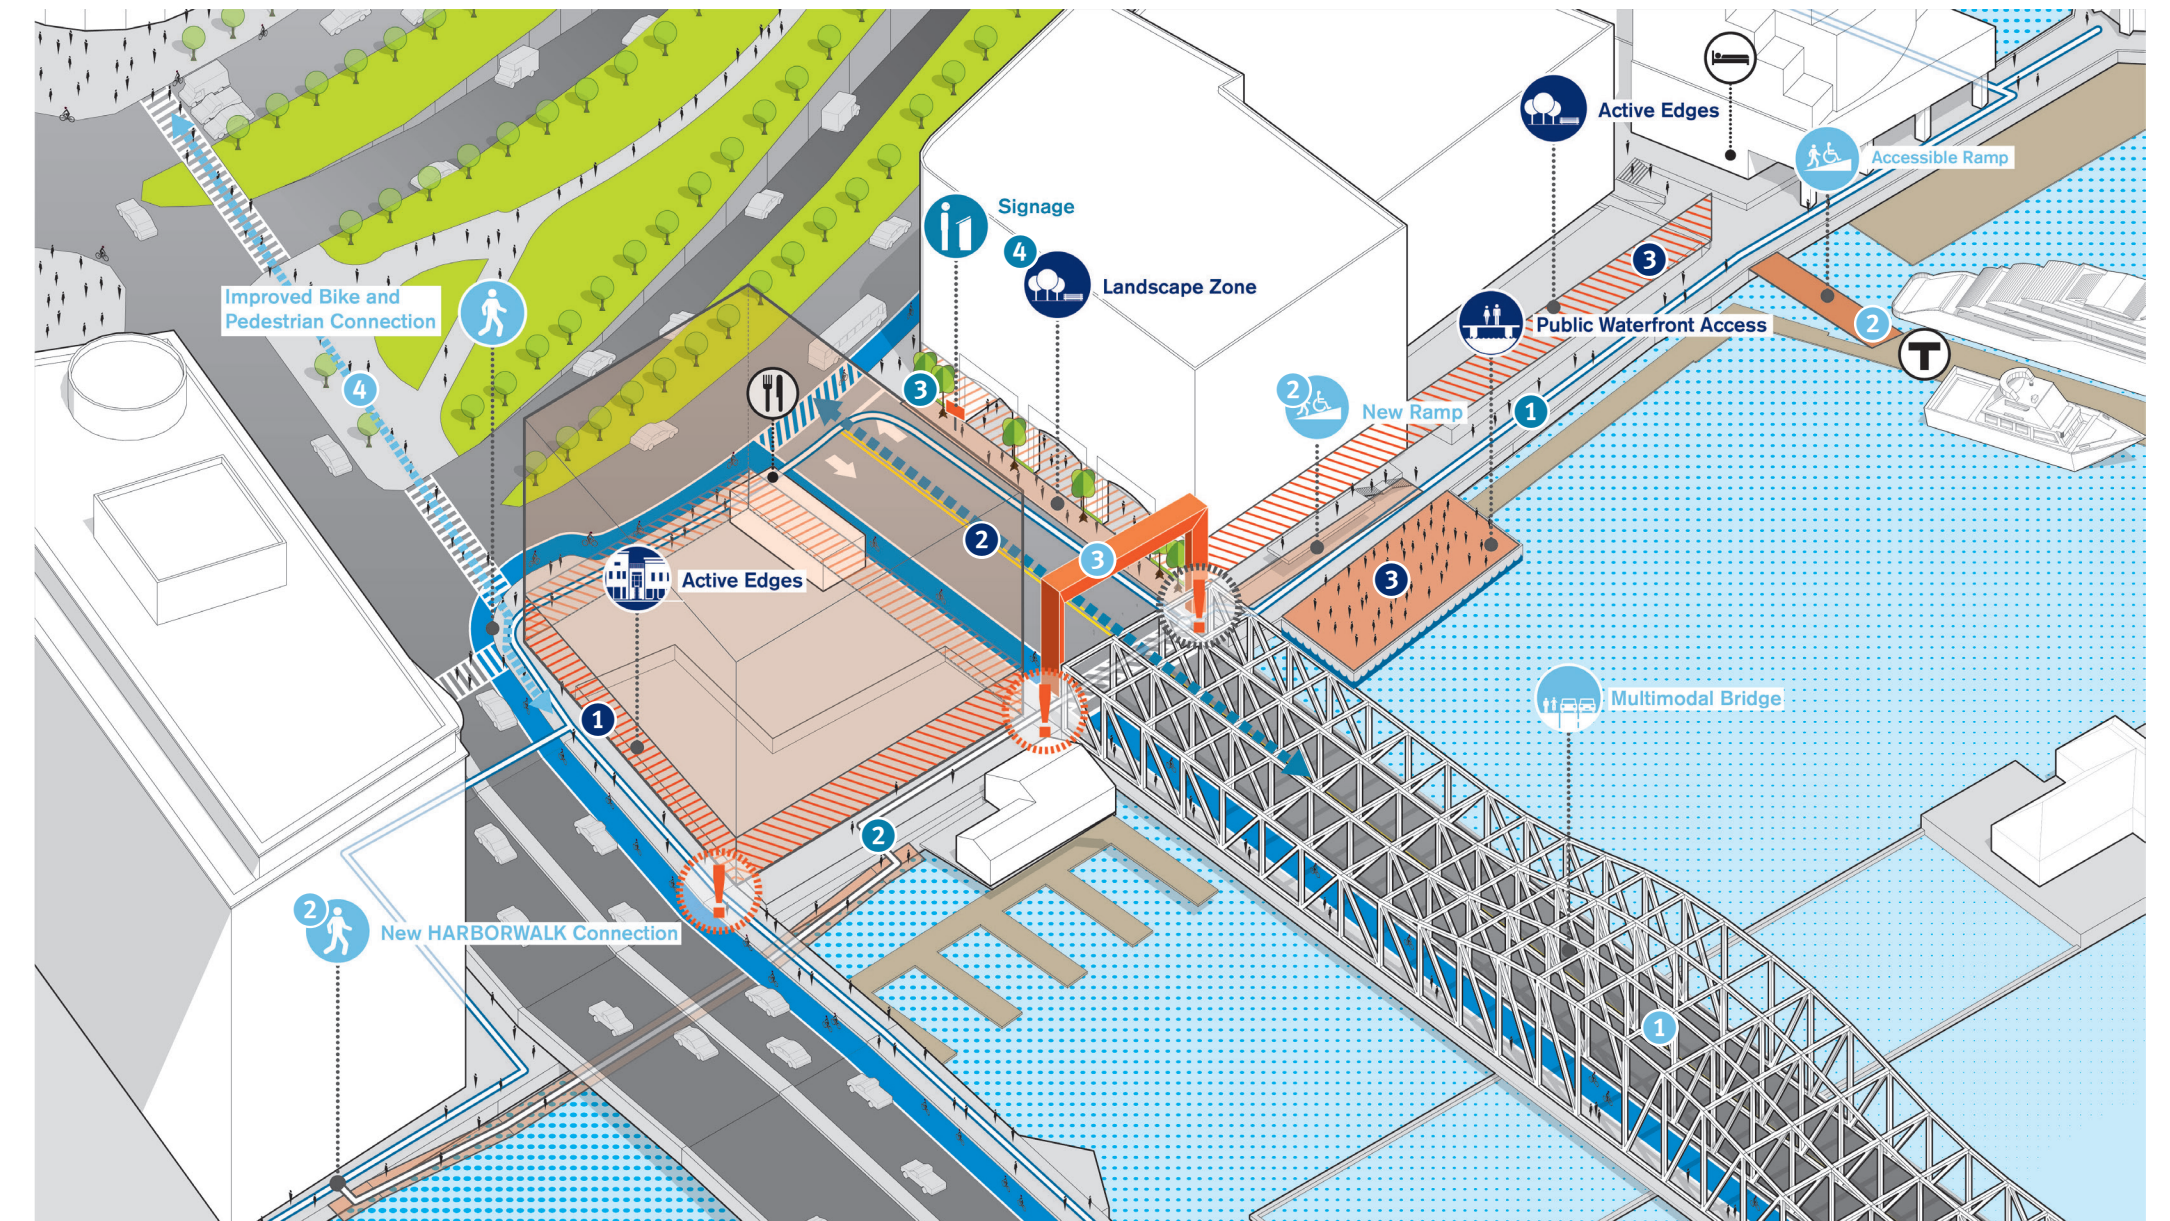 Active Edges
Accessible Ramp
Signage
4
Landscape Zone
3
Improved Bike and
Pedestrian Connection
Public Waterfront Access
2
T
4
3
2
New Ramp
1
2
3
Active Edges
3
1
Multimodal Bridge
2
2
New HARBORWALK Connection
1
!
!
!